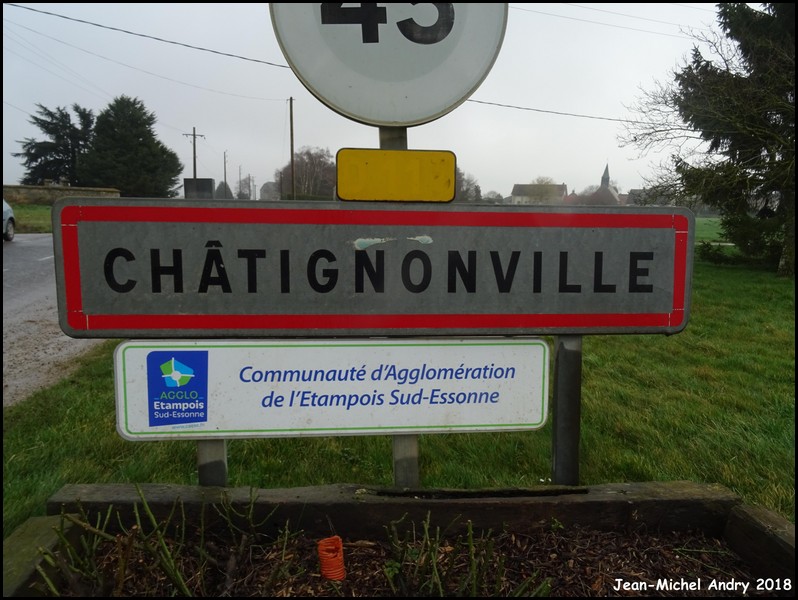 45
CHÂTIGNONVILLE
AGGLO
Etampois
Sud-Essonne
Communauté d'Agglomération
de l'Etampois Sud-Essonne
Jean-Michel Andry 2018